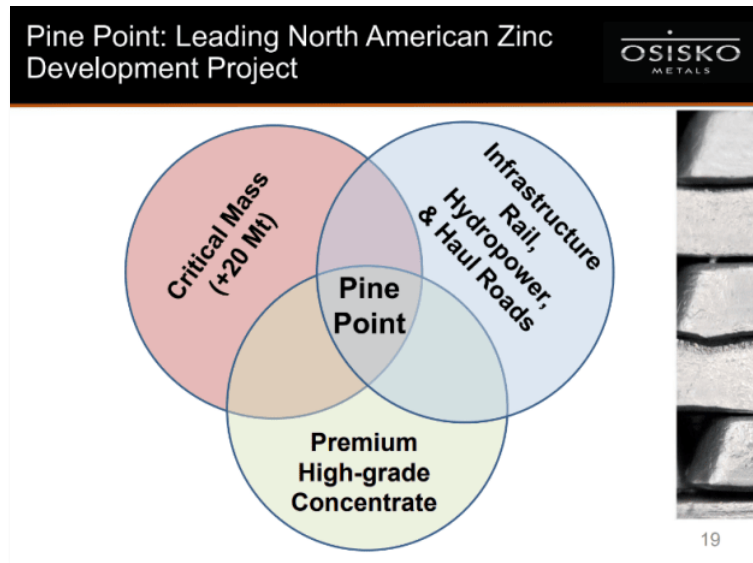 Pine Point: Leading North American Zinc
Development Project
OSISKO
METALS
Critical Mass
(+20 Mt)
Infrastructure
Rail,
Hydropower,
& Haul Roads
Pine
Point
Premium
High-grade
Concentrate
19